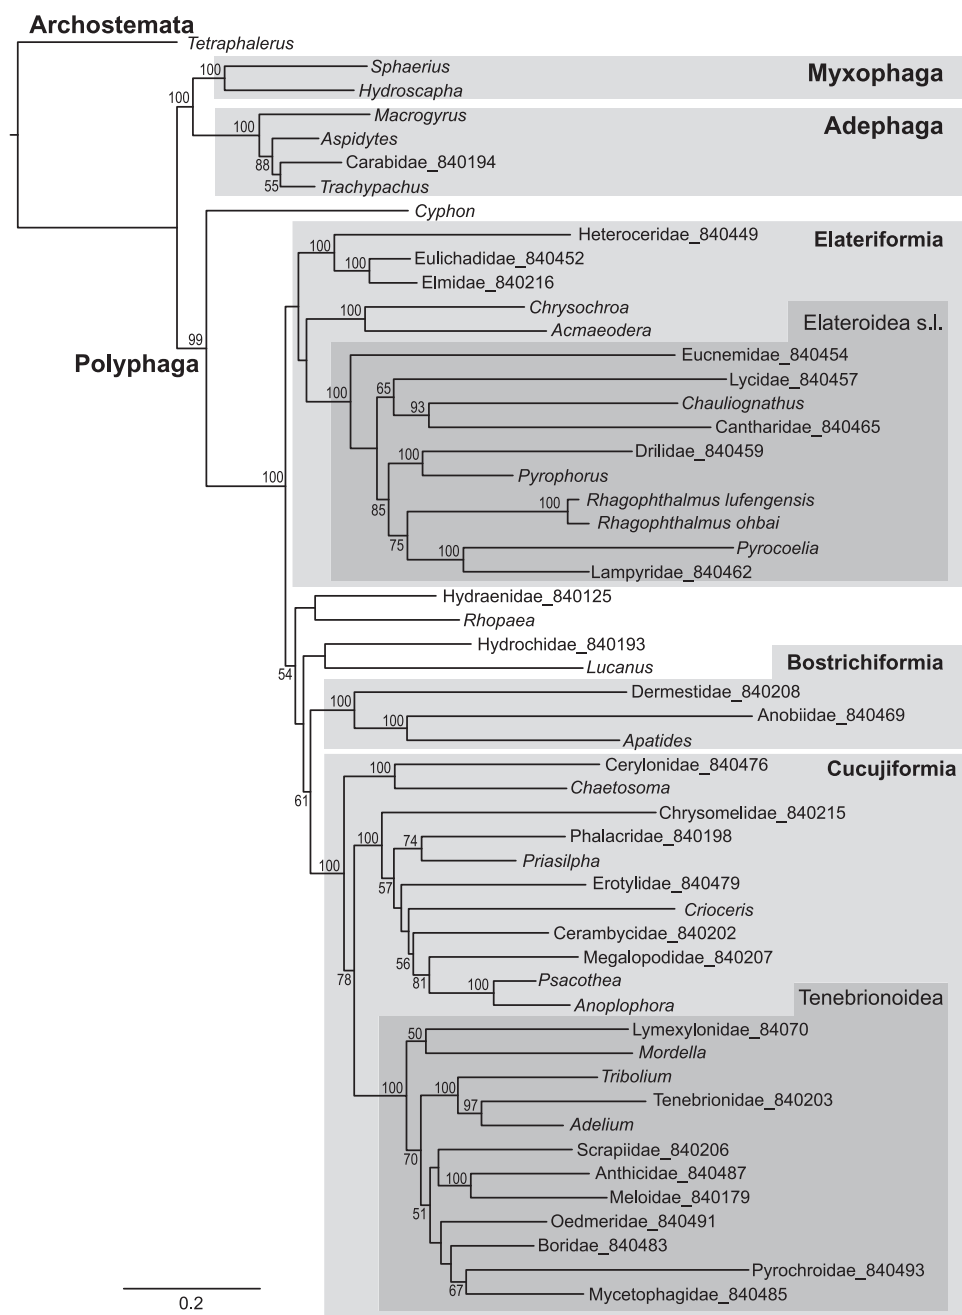 Archostemata
Tetraphalerus
100
Sphaerius
Myxophaga
Hydroscapha
100
Macrogyrus
100
Adephaga
Aspidytes
88
Carabidae_840194
55
Trachypachus
Cyphon
Heteroceridae_840449
Elateriformia
100
Eulichadidae_840452
100
Elmidae_840216
Chrysochroa
100
Elateroidea s.l.
Acmaeodera
99
Polyphaga
Eucnemidae_840454
Lycidae_840457
65
100
Chauliognathus
93
Cantharidae_840465
Drilidae_840459
100
Pyrophorus
100
Rhagophthalmus lufengensis
100
85
Rhagophthalmus ohbai
75
Pyrocoelia
100
Lampyridae_840462
Hydraenidae_840125
Rhopaea
Hydrochidae_840193
54
Lucanus
Bostrichiformia
Dermestidae_840208
100
Anobiidae_840469
100
Apatides
Cerylonidae_840476
Cucujiformia
100
Chaetosoma
61
Chrysomelidae_840215
100
Phalacridae_840198
74
Priasilpha
100
57
Erotylidae_840479
Crioceris
Cerambycidae_840202
56
Megalopodidae_840207
78
81
Psacothea
100
Anoplophora
Tenebrionoidea
Lymexylonidae_84070
50
Mordella
Tribolium
100
100
Tenebrionidae_840203
97
Adelium
70
Scrapiidae_840206
Anthicidae_840487
100
Meloidae_840179
51
Oedmeridae_840491
Boridae_840483
Pyrochroidae_840493
67
Mycetophagidae_840485
0.2